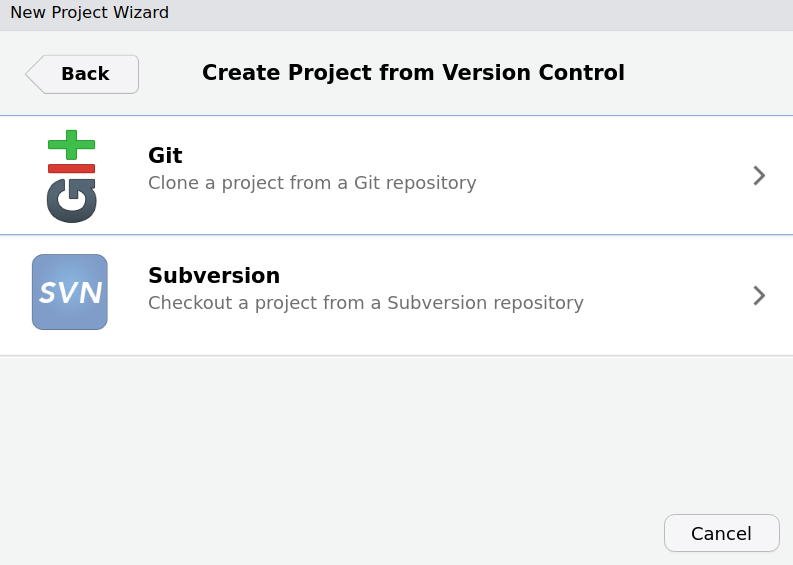 New Project Wizard
Back
Create Project from Version Control
git
Git
Clone a project from a Git repository
SVN
Subversion
Checkout a project from a Subversion repository
Cancel